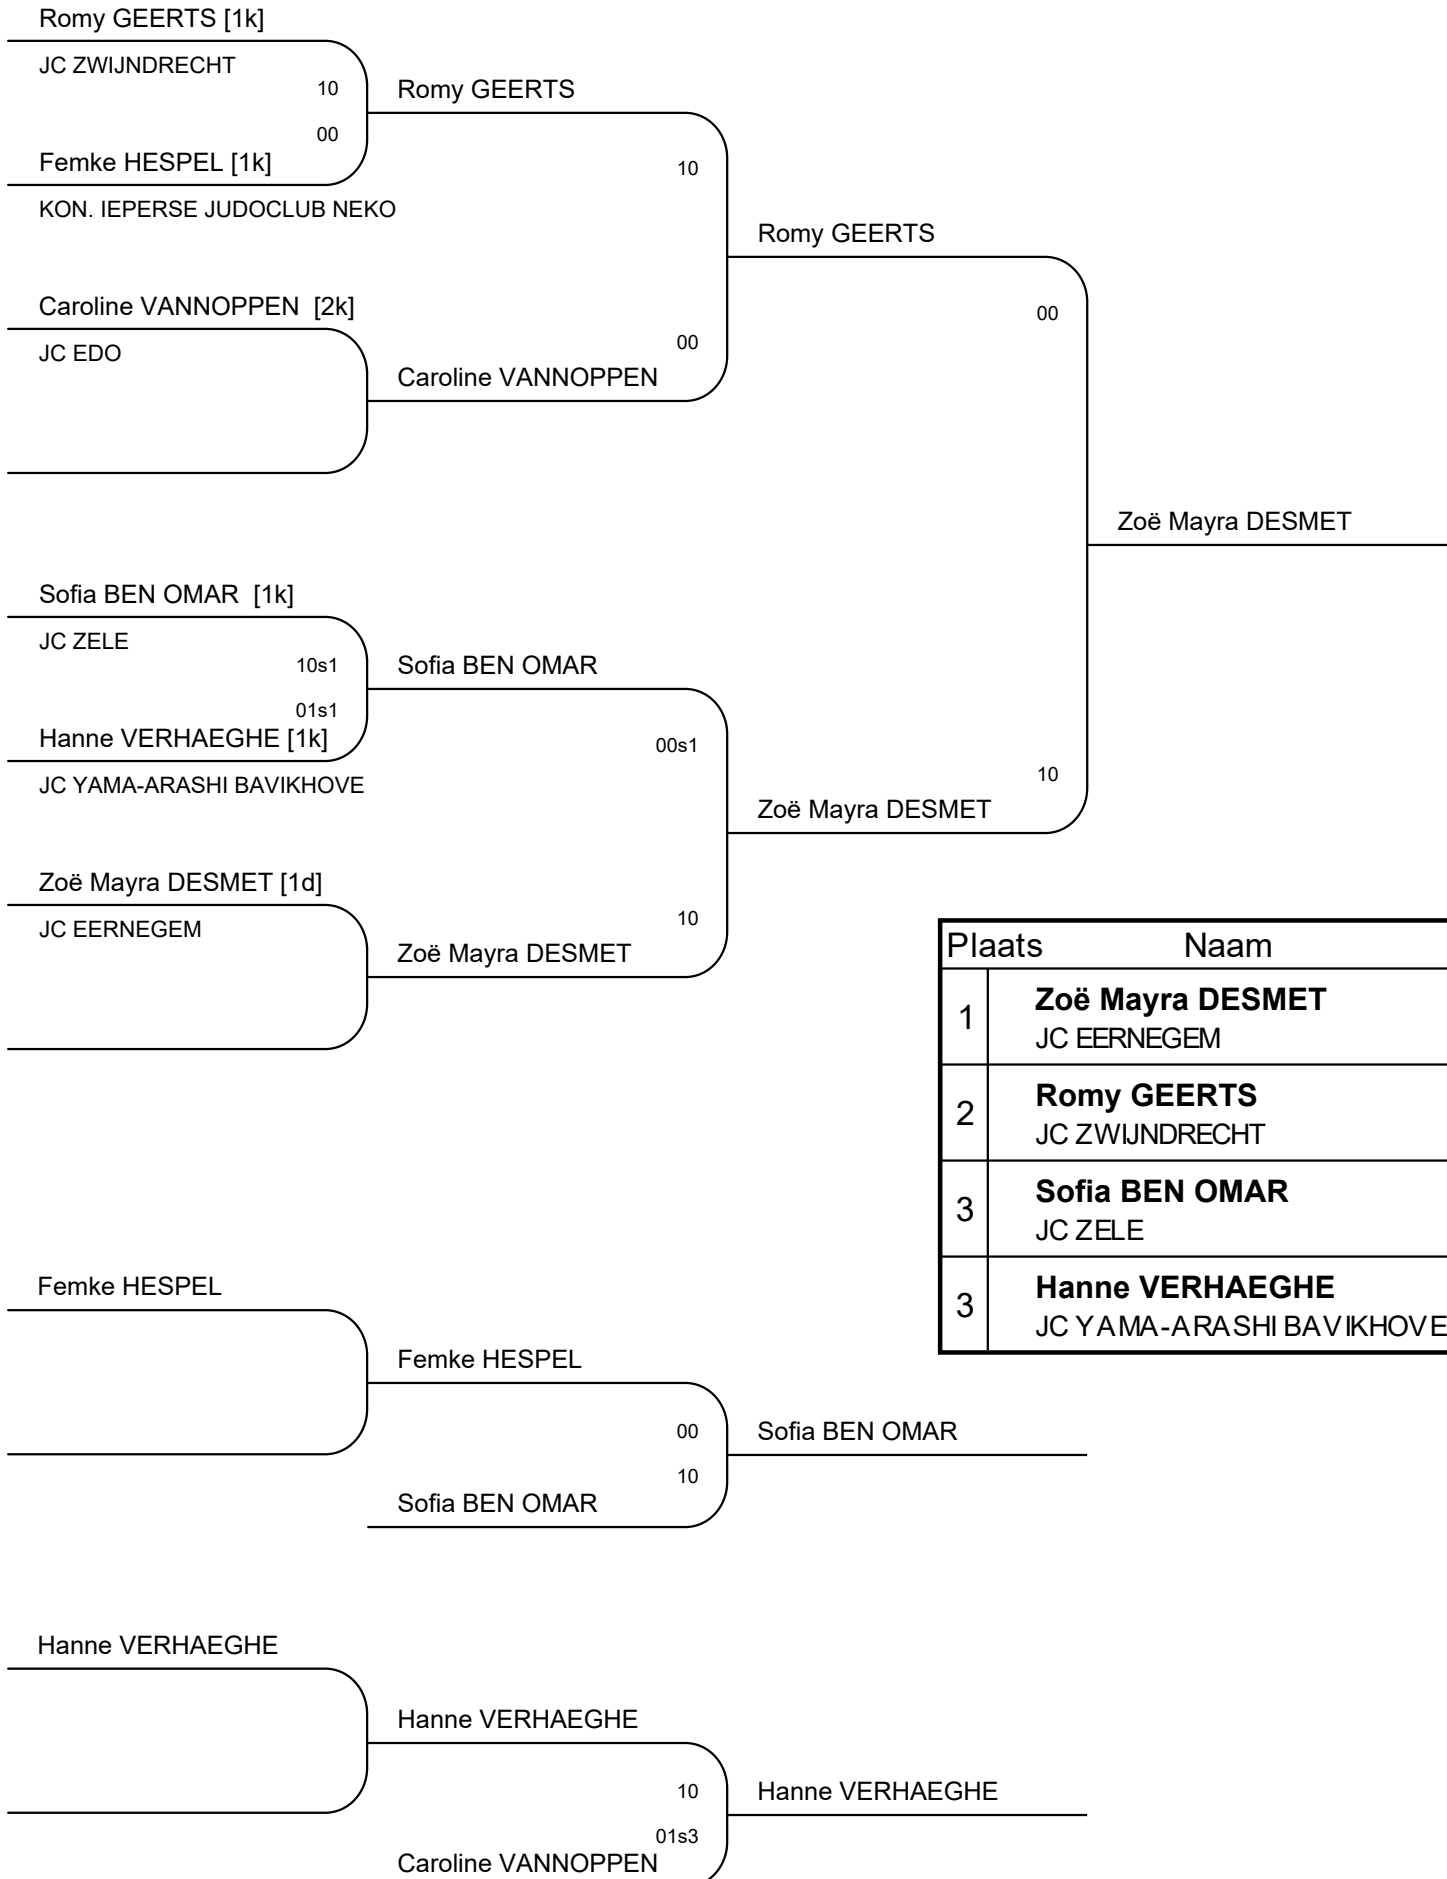 Romy GEERTS [1k]
JC ZWIJNDRECHT
10
Romy GEERTS
00
Femke HESPEL [1k]
10
KON. IEPERSE JUDOCLUB NEKO
Romy GEERTS
Caroline VANNOPPEN [2k]
00
JC EDO
00
Caroline VANNOPPEN
Zoë Mayra DESMET
Sofia BEN OMAR [1k]
JC ZELE
10s1
Sofia BEN OMAR
01s1
Hanne VERHAEGHE [1k]
00s1
JC YAMA-ARASHI BAVIKHOVE
10
Zoë Mayra DESMET
Zoë Mayra DESMET [1d]
10
JC EERNEGEM
Zoë Mayra DESMET
Plaats Naam
1 Zoë Mayra DESMET
JC EERNEGEM
2 Romy GEERTS
JC ZWIJNDRECHT
3 Sofia BEN OMAR
JC ZELE
3 Hanne VERHAEGHE
JC YAMA-ARASHI BAVIKHOVE
Femke HESPEL
Femke HESPEL
00
Sofia BEN OMAR
10
Sofia BEN OMAR
Hanne VERHAEGHE
Hanne VERHAEGHE
10
Hanne VERHAEGHE
01s3
Caroline VANNOPPEN